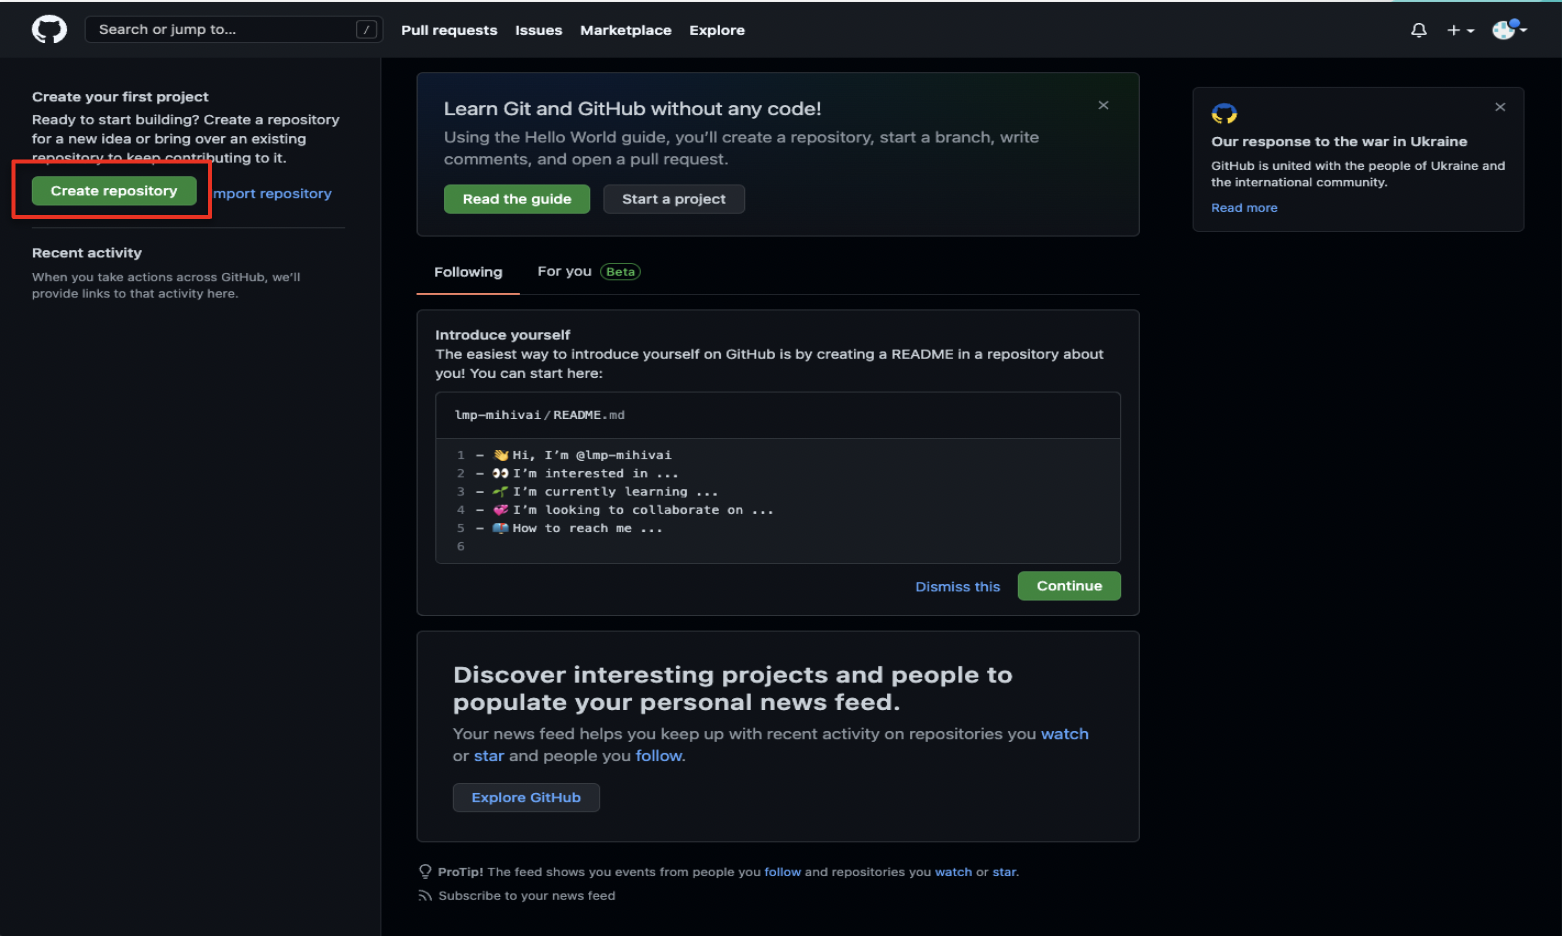 Search or jump to... /
Pull requests Issues Marketplace Explore
Create your first project
Ready to start building? Create a repository
for a new idea or bring over an existing
repository to keep contributing to it.
Create repository mport repository
Recent activity
When you take actions across GitHub, we'll
provide links to that activity here.
Learn Git and GitHub without any code!
Using the Hello World guide, you'll create a repository, start a branch, write
comments, and open a pull request.
Read the guide Start a project
Following For you Beta
Introduce yourself
The easiest way to introduce yourself on GitHub is by creating a README in a repository about
you! You can start here:
lmp-mihivai/README.md
1 - 👋 Hi, I'm @lmp-mihivai
2 - 👀 I'm interested in ...
3 - 🌱 I'm currently learning ...
4 - 💞️ I'm looking to collaborate on ...
5 - 📫 How to reach me ...
6
Dismiss this Continue
Discover interesting projects and people to
populate your personal news feed.
Your news feed helps you keep up with recent activity on repositories you watch
or star and people you follow.
Explore GitHub
ProTip! The feed shows you events from people you follow and repositories you watch or star.
Subscribe to your news feed
Our response to the war in Ukraine
GitHub is united with the people of Ukraine and
the international community.
Read more